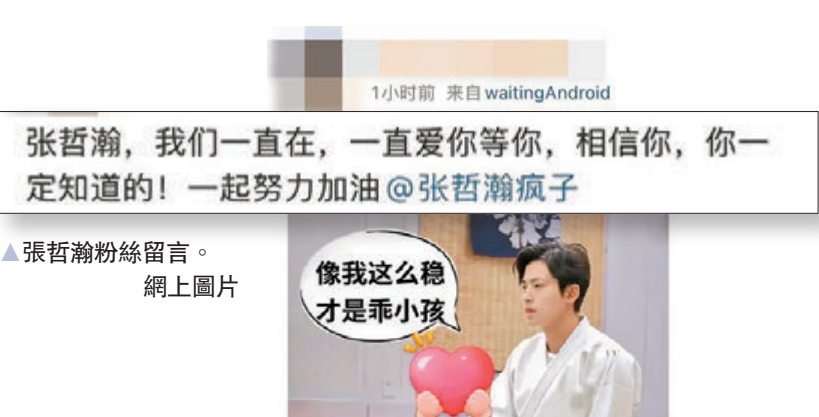 1小时前 来自waitingAndroid
张哲瀚，我们一直在，一直爱你等你，相信你，你一
定知道的！一起努力加油@张哲瀚疯子
▲張哲瀚粉絲留言。
網上圖片
像我这么稳
才是乖小孩